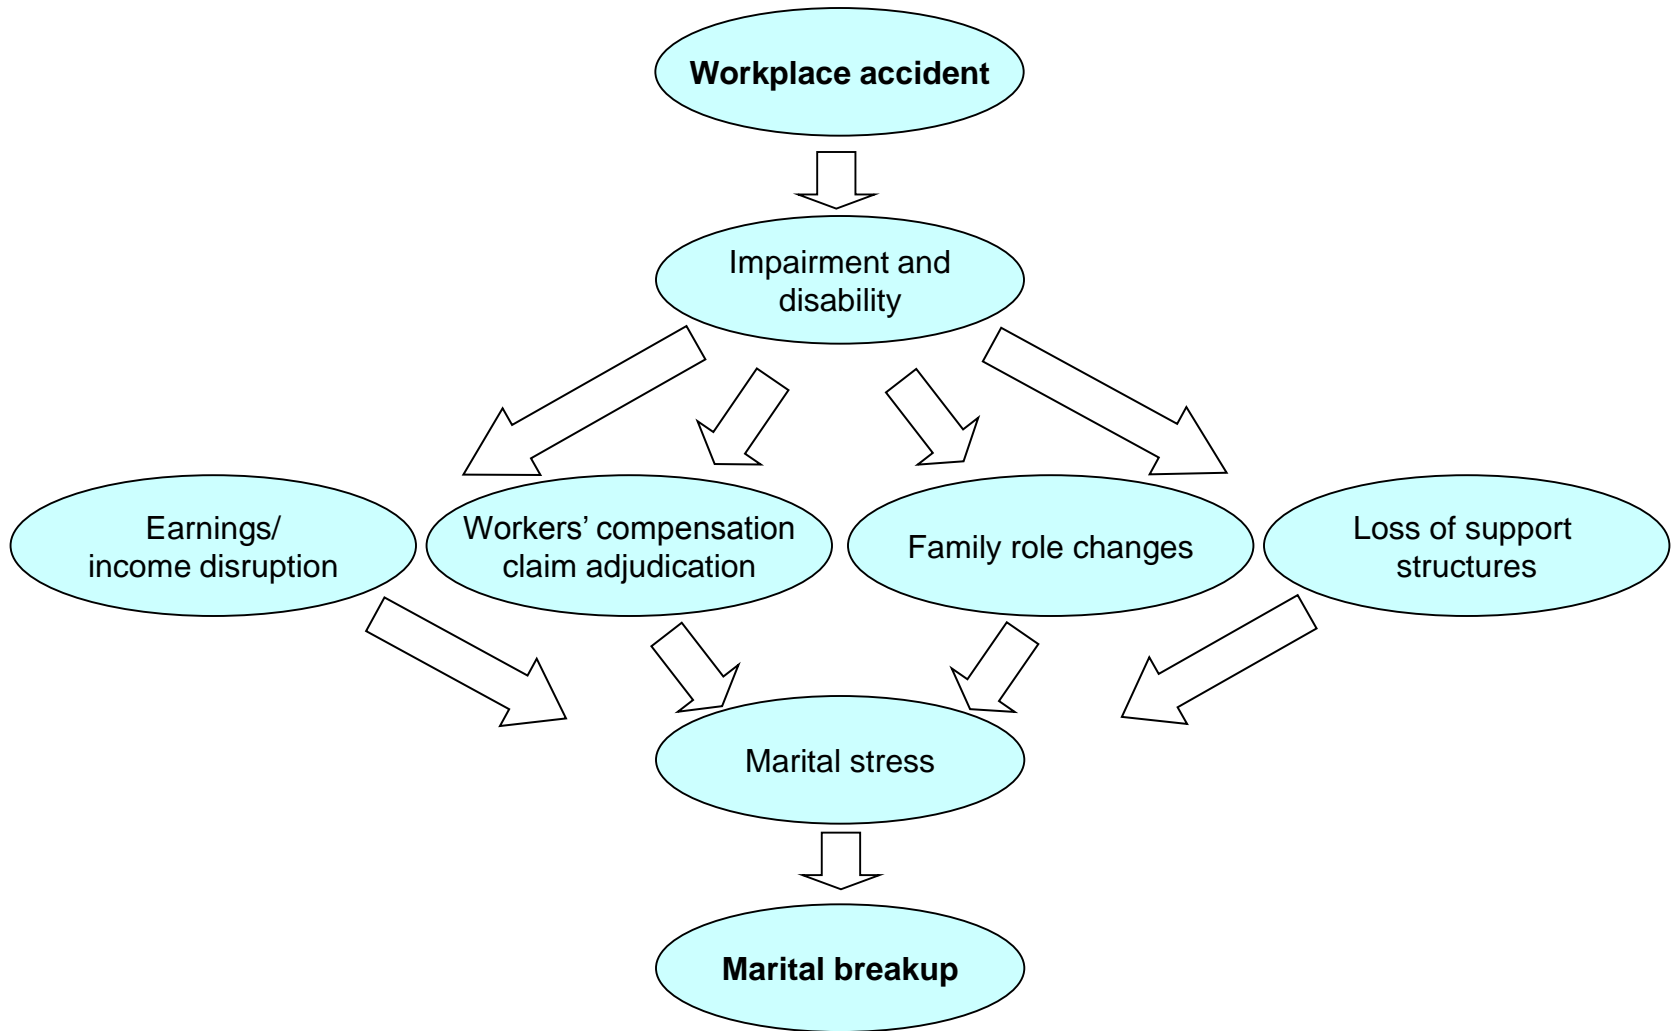 Workplace accident
Impairment and
disability
Earnings/
income disruption
Workers’ compensation
claim adjudication
Family role changes
Loss of support
structures
Marital stress
Marital breakup